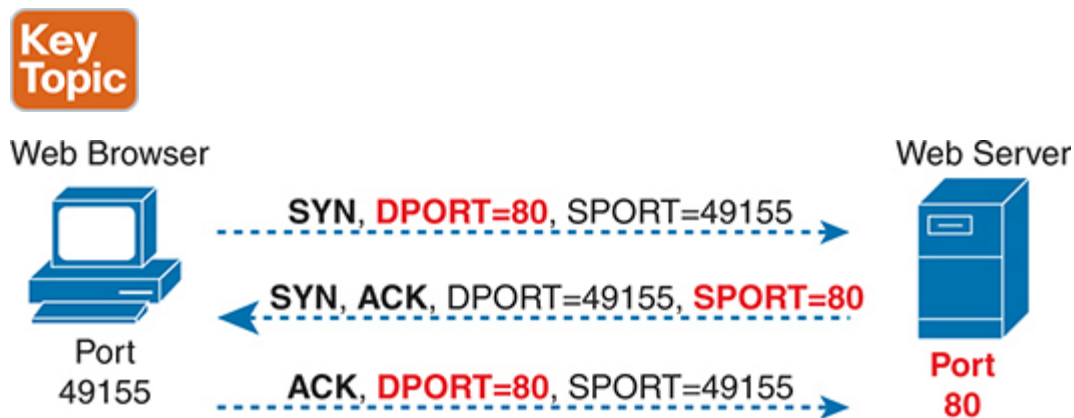 Key
Topic
Web Browser
Web Server
SYN, DPORT=80, SPORT=49155
SYN, ACK, DPORT=49155, SPORT=80
ACK, DPORT=80, SPORT=49155
Port
49155
Port
80